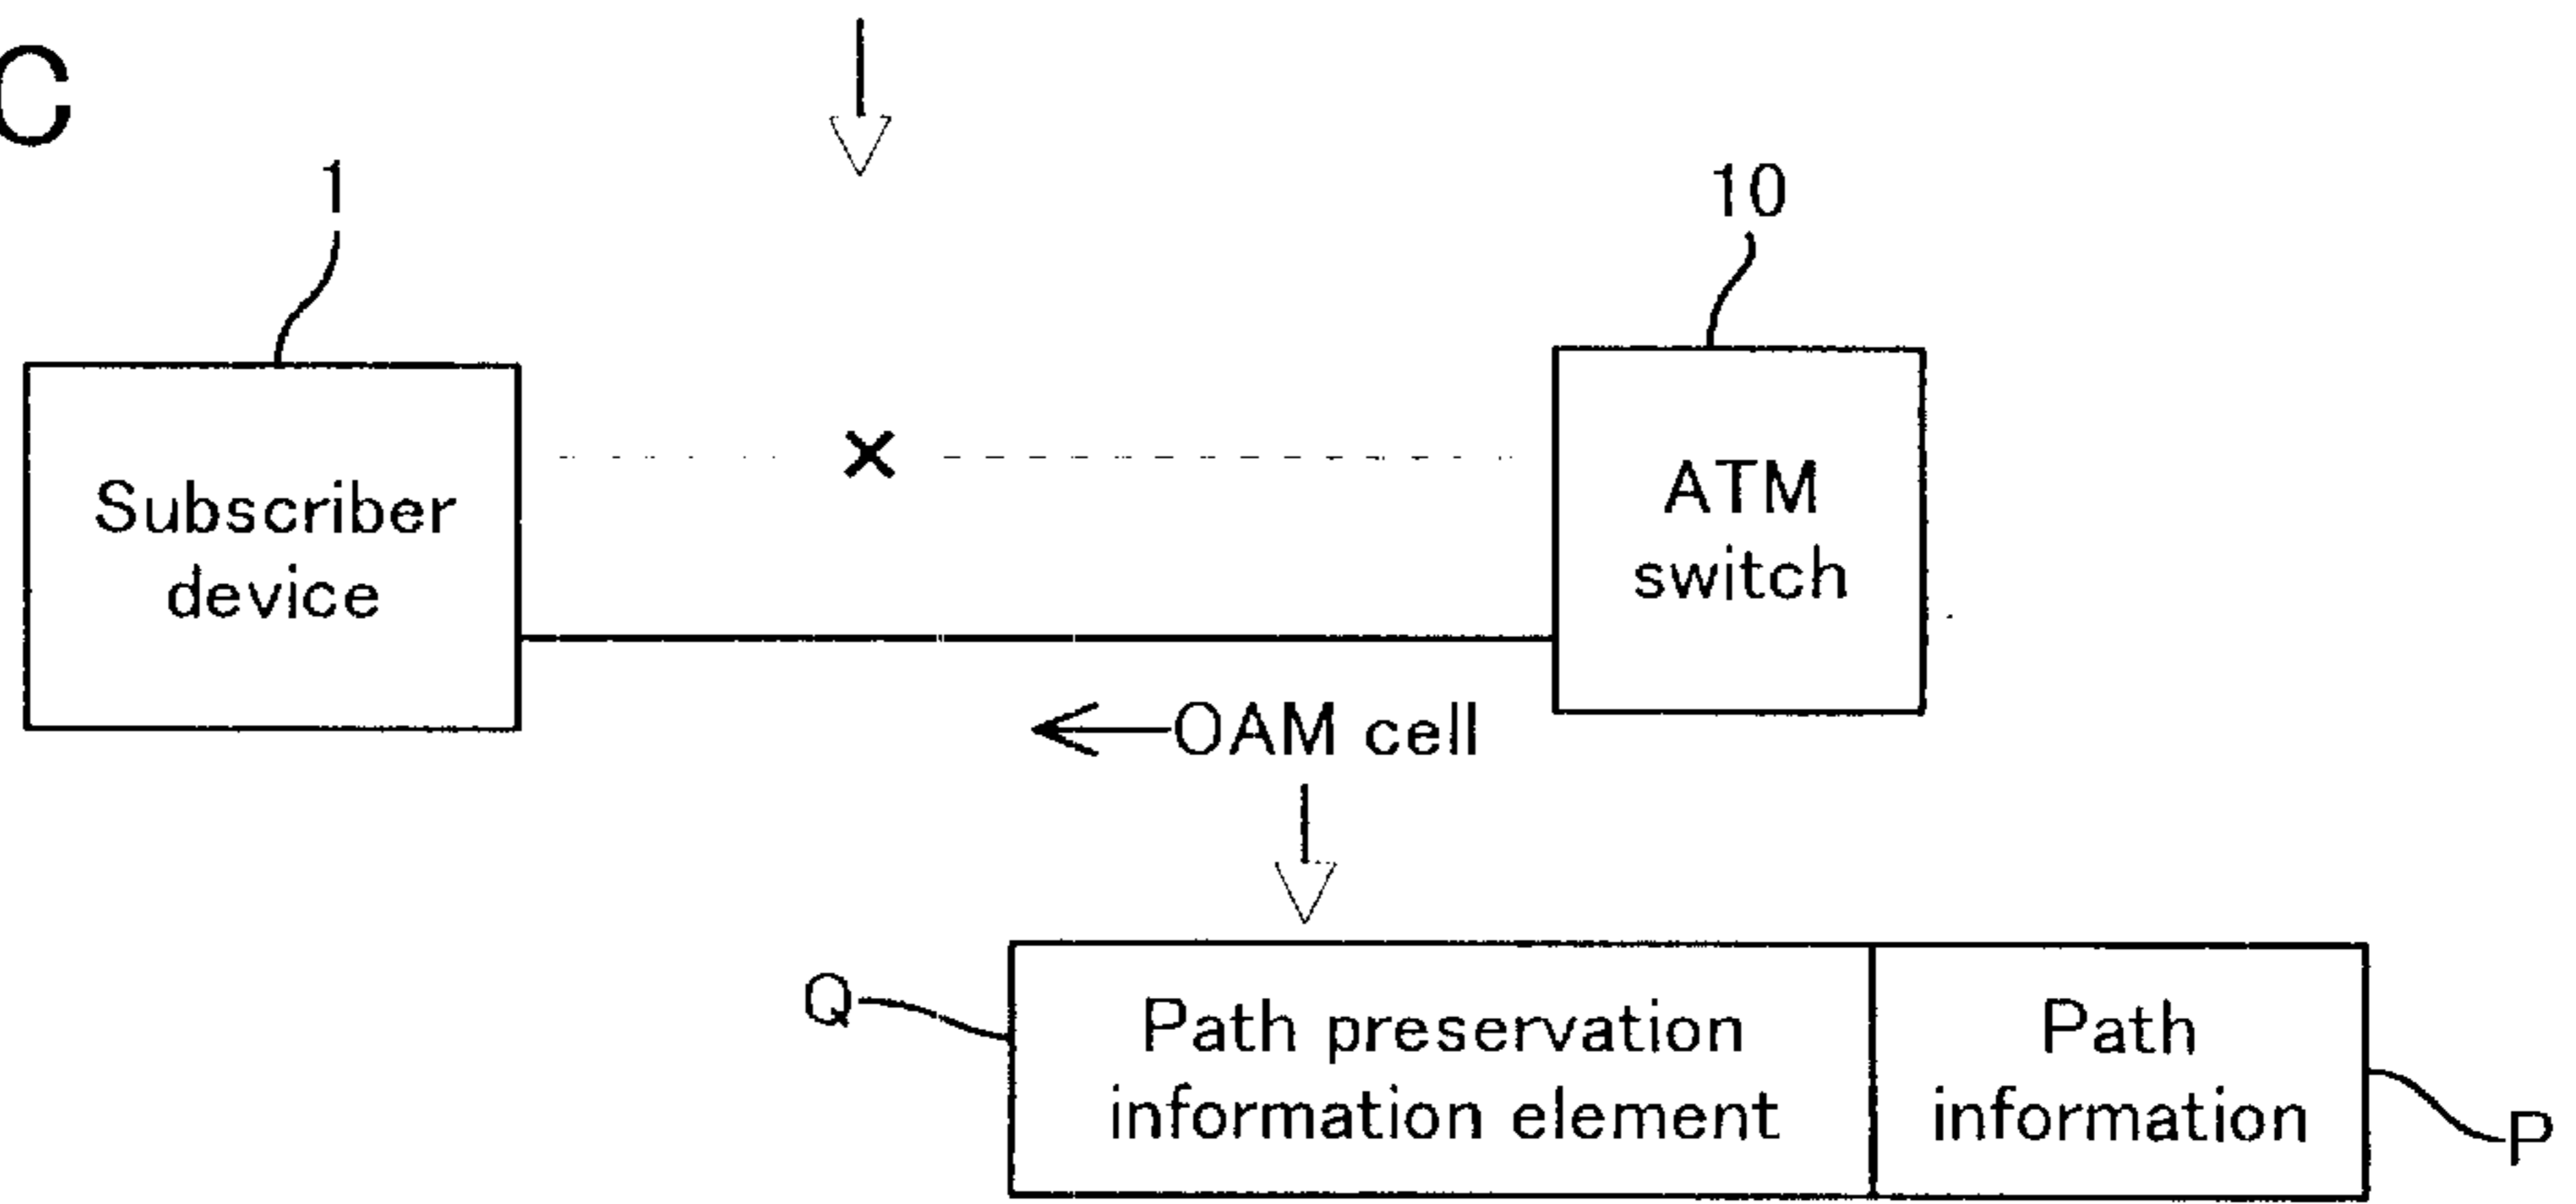 C
1
10
Subscriber
device
×
ATM
switch
OAM cell
Q
Path preservation
information element
Path
information
P